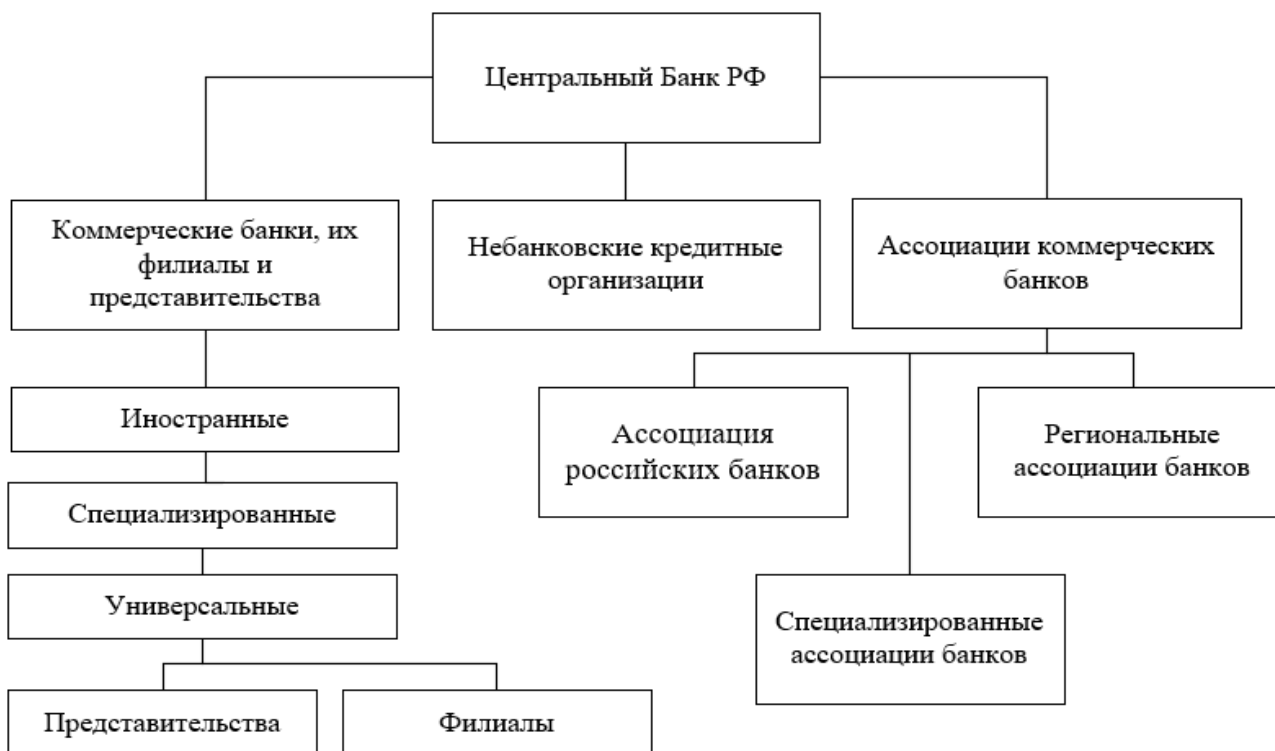 Центральный Банк РФ
Коммерческие банки, их
филиалы и
представительства
Небанковские кредитные
организации
Ассоциации коммерческих
банков
Иностранные
Специализированные
Универсальные
Представительства
Филиалы
Ассоциация
российских банков
Региональные
ассоциации банков
Специализированные
ассоциации банков